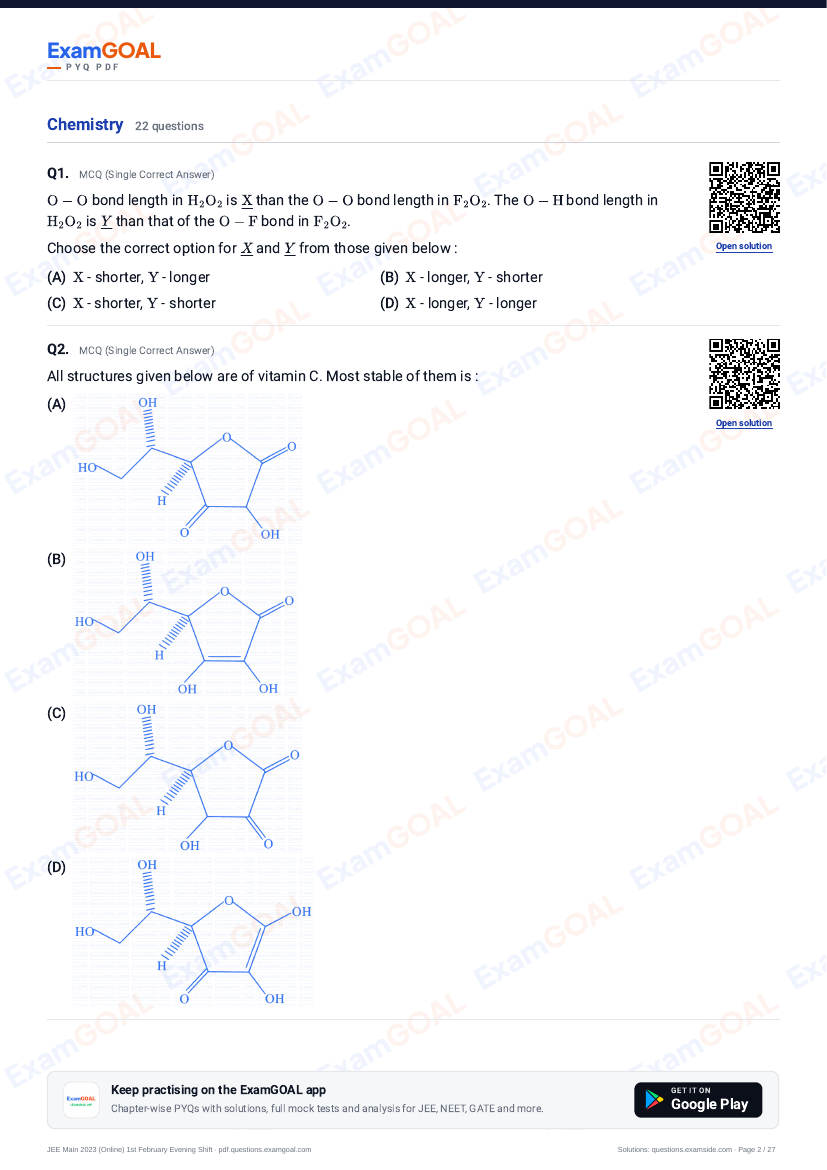 ExamGOAL
PYQ PDF
Chemistry 22 questions
Q1. MCQ (Single Correct Answer)
O − O bond length in H₂O₂ is X than the O − O bond length in F₂O₂. The O − H bond length in
H₂O₂ is Y than that of the O − F bond in F₂O₂.
Choose the correct option for X and Y from those given below :
(A) X - shorter, Y - longer
(B) X - longer, Y - shorter
(C) X - shorter, Y - shorter
(D) X - longer, Y - longer
Open solution
Q2. MCQ (Single Correct Answer)
All structures given below are of vitamin C. Most stable of them is :
Open solution
(A)
OH
O
O
HO
H
O
OH
(B)
OH
O
O
HO
H
OH
OH
(C)
OH
O
O
HO
H
OH
O
(D)
OH
O
OH
HO
H
O
OH
Keep practising on the ExamGOAL app
Chapter-wise PYQs with solutions, full mock tests and analysis for JEE, NEET, GATE and more.
GET IT ON
Google Play
JEE Main 2023 (Online) 1st February Evening Shift · pdf.questions.examgoal.com
Solutions: questions.examside.com · Page 2 / 27